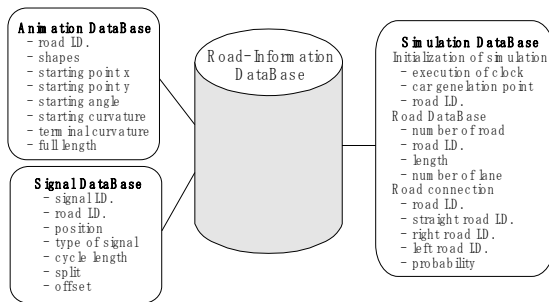 Animation DataBase
- road I.D.
- shapes
- starting point x
- starting point y
- starting angle
- starting curvature
- terminal curvature
- full length
Signal DataBase
- signal I.D.
- road I.D.
- position
- type of signal
- cycle length
- split
- offset
Road-Information
DataBase
Simulation DataBase
Initialization of simulation
- execution of clock
- car genelation point
- road I.D.
Road DataBase
- number of road
- road I.D.
- length
- number of lane
Road connection
- road I.D.
- straight road I.D.
- right road I.D.
- left road I.D.
- probability